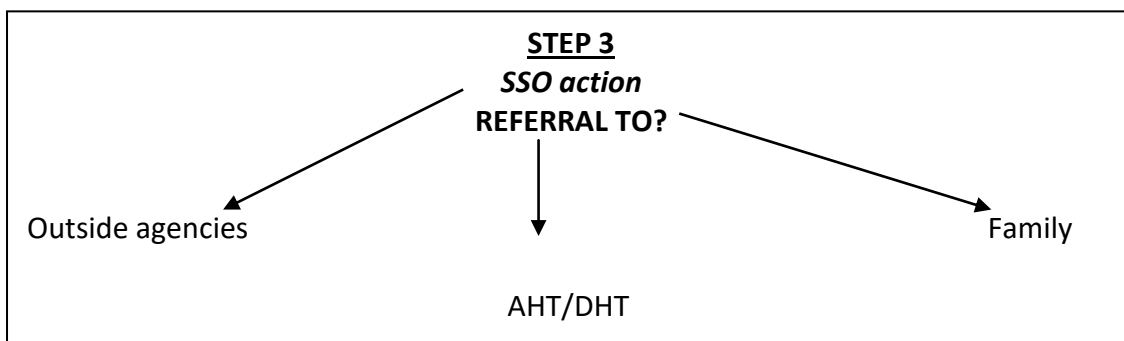 STEP 3
SSO action
REFERRAL TO?
Outside agencies
Family
AHT/DHT